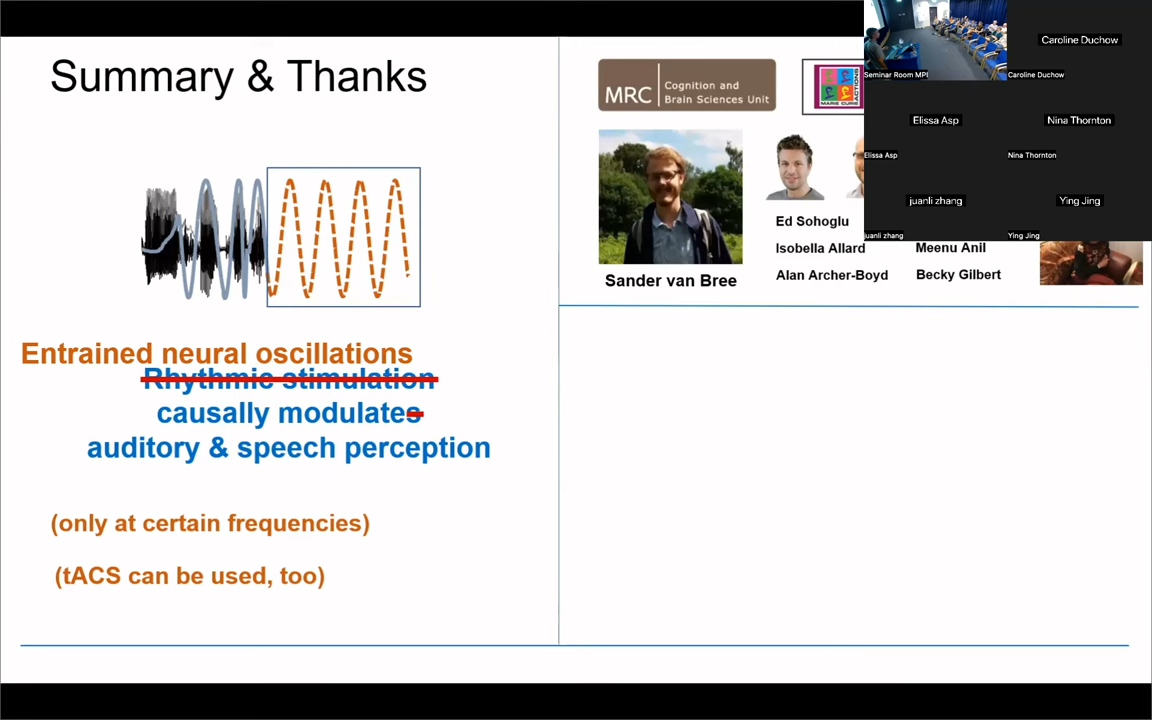 Summary & Thanks
Entrained neural oscillations
Rhythmic stimulation
causally modulates
auditory & speech perception
(only at certain frequencies)
(tACS can be used, too)
MRC
Cognition and
Brain Sciences Unit
MARIE CURIE
ACTIONS
Sander van Bree
Ed Sohoglu
Isobella Allard
Alan Archer-Boyd
Meenu Anil
Becky Gilbert
Seminar Room MPI
Caroline Duchow
Caroline Duchow
Elissa Asp
Elissa Asp
Nina Thornton
Nina Thornton
juanli zhang
juanli zhang
Ying Jing
Ying Jing